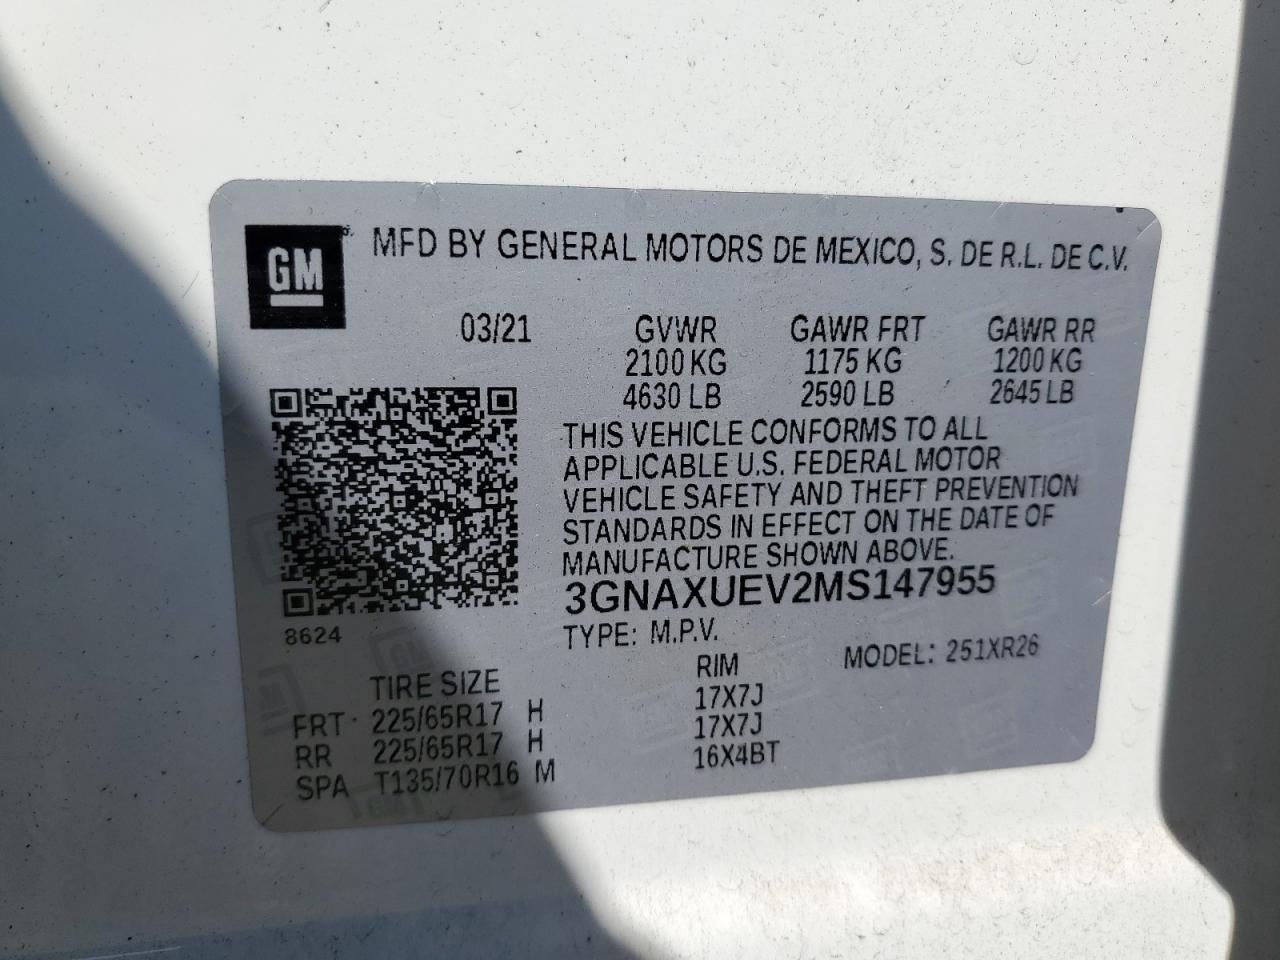 GM
MFD BY GENERAL MOTORS DE MEXICO, S. DE R.L. DE C.V.
03/21 GVWR GAWR FRT GAWR RR
2100 KG 1175 KG 1200 KG
4630 LB 2590 LB 2645 LB
THIS VEHICLE CONFORMS TO ALL
APPLICABLE U.S. FEDERAL MOTOR
VEHICLE SAFETY AND THEFT PREVENTION
STANDARDS IN EFFECT ON THE DATE OF
MANUFACTURE SHOWN ABOVE.
3GNAXUEV2MS147955
8624
TYPE: M.P.V. MODEL: 251XR26
TIRE SIZE RIM
FRT 225/65R17 H 17X7J
RR 225/65R17 H 17X7J
SPA T135/70R16 M 16X4BT